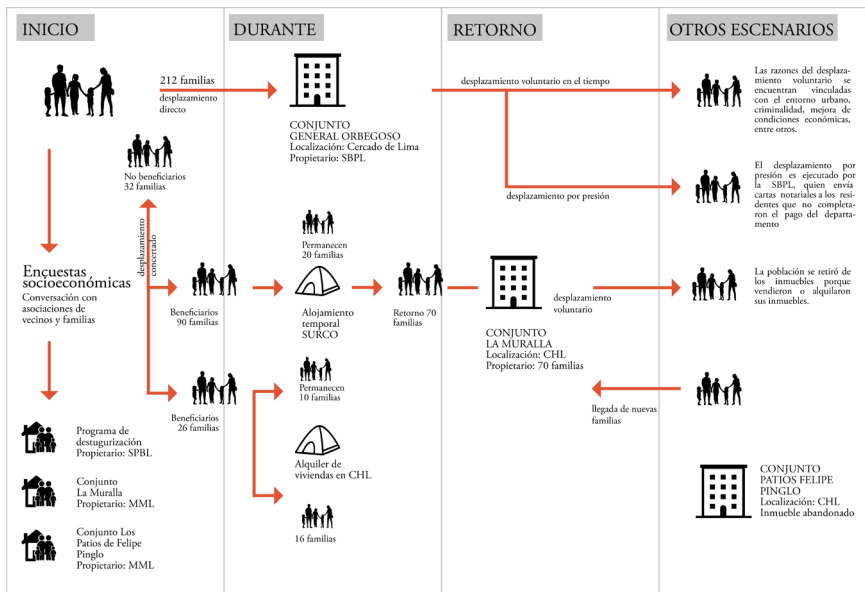 INICIO
DURANTE
RETORNO
OTROS ESCENARIOS
212 familias
desplazamiento
directo
No beneficiarios
32 familias
desplazamiento
concertado
Encuestas
socioeconómicas
Conversación con
asociaciones de
vecinos y familias
Beneficiarios
90 familias
Beneficiarios
26 familias
Programa de
destugurización
Propietario: SPBL
Conjunto
La Muralla
Propietario: MML
Conjunto Los
Patios de Felipe
Pinglo
Propietario: MML
CONJUNTO
GENERAL ORBEGOSO
Localización: Cercado de Lima
Propietario: SBPL
Permanecen
20 familias
Alojamiento
temporal
SURCO
Permanecen
10 familias
Alquiler de
viviendas en CHL
16 familias
Retorno 70
familias
desplazamiento voluntario en el tiempo
desplazamiento por presión
CONJUNTO
LA MURALLA
Localización: CHL
Propietario: 70 familias
desplazamiento
voluntario
llegada de nuevas
familias
Las razones del desplaza-
miento voluntario se
encuentran vinculadas
con el entorno urbano,
criminalidad, mejora de
condiciones económicas,
entre otros.
El desplazamiento por
presión es ejecutado por
la SBPL, quien envía
cartas notariales a los resi-
dentes que no completa-
ron el pago del departa-
mento
La población se retiró de
los inmuebles porque
vendieron o alquilaron
sus inmuebles.
CONJUNTO
PATIOS FELIPE
PINGLO
Localización: CHL
Inmueble abandonado